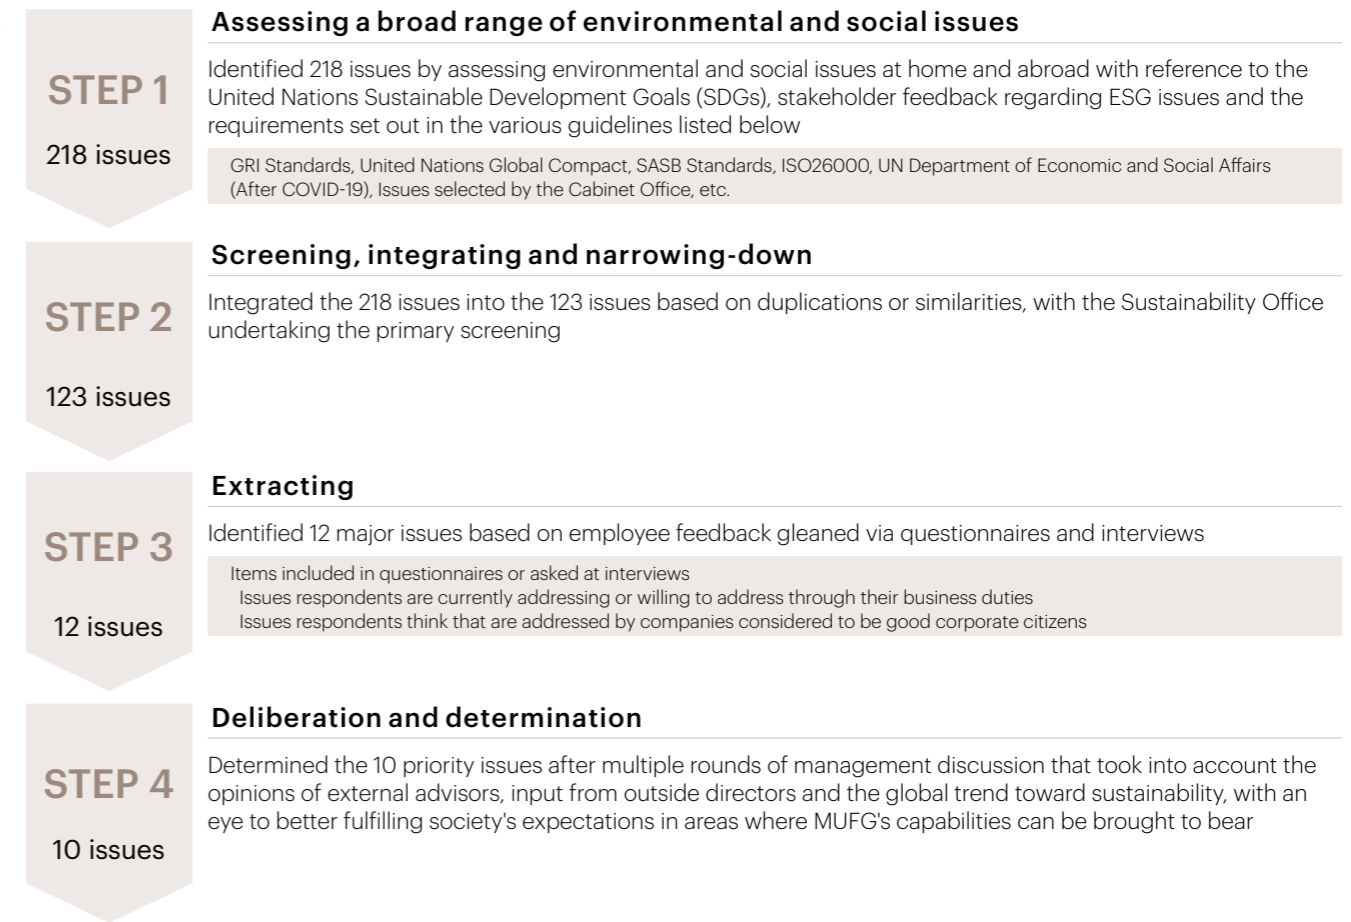 Assessing a broad range of environmental and social issues
STEP 1
218 issues
Identified 218 issues by assessing environmental and social issues at home and abroad with reference to the
United Nations Sustainable Development Goals (SDGs), stakeholder feedback regarding ESG issues and the
requirements set out in the various guidelines listed below
GRI Standards, United Nations Global Compact, SASB Standards, ISO26000, UN Department of Economic and Social Affairs
(After COVID-19), Issues selected by the Cabinet Office, etc.
Screening, integrating and narrowing-down
STEP 2
123 issues
Integrated the 218 issues into the 123 issues based on duplications or similarities, with the Sustainability Office
undertaking the primary screening
Extracting
STEP 3
12 issues
Identified 12 major issues based on employee feedback gleaned via questionnaires and interviews
Items included in questionnaires or asked at interviews
Issues respondents are currently addressing or willing to address through their business duties
Issues respondents think that are addressed by companies considered to be good corporate citizens
Deliberation and determination
STEP 4
10 issues
Determined the 10 priority issues after multiple rounds of management discussion that took into account the
opinions of external advisors, input from outside directors and the global trend toward sustainability, with an
eye to better fulfilling society's expectations in areas where MUFG's capabilities can be brought to bear